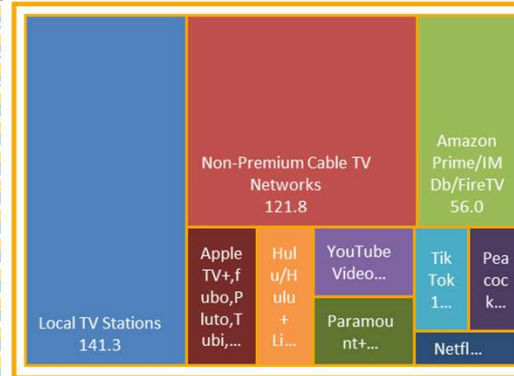 Local TV Stations
141.3
Non-Premium Cable TV
Networks
121.8
Amazon
Prime/IM
Db/FireTV
56.0
Apple
TV+,f
ubo,P
luto,T
ubi,...
Hul
u/H
ulu
+
Li...
YouTube
Video...
Paramou
nt+...
Tik
Tok
1...
Pea
coc
k...
Netfl...